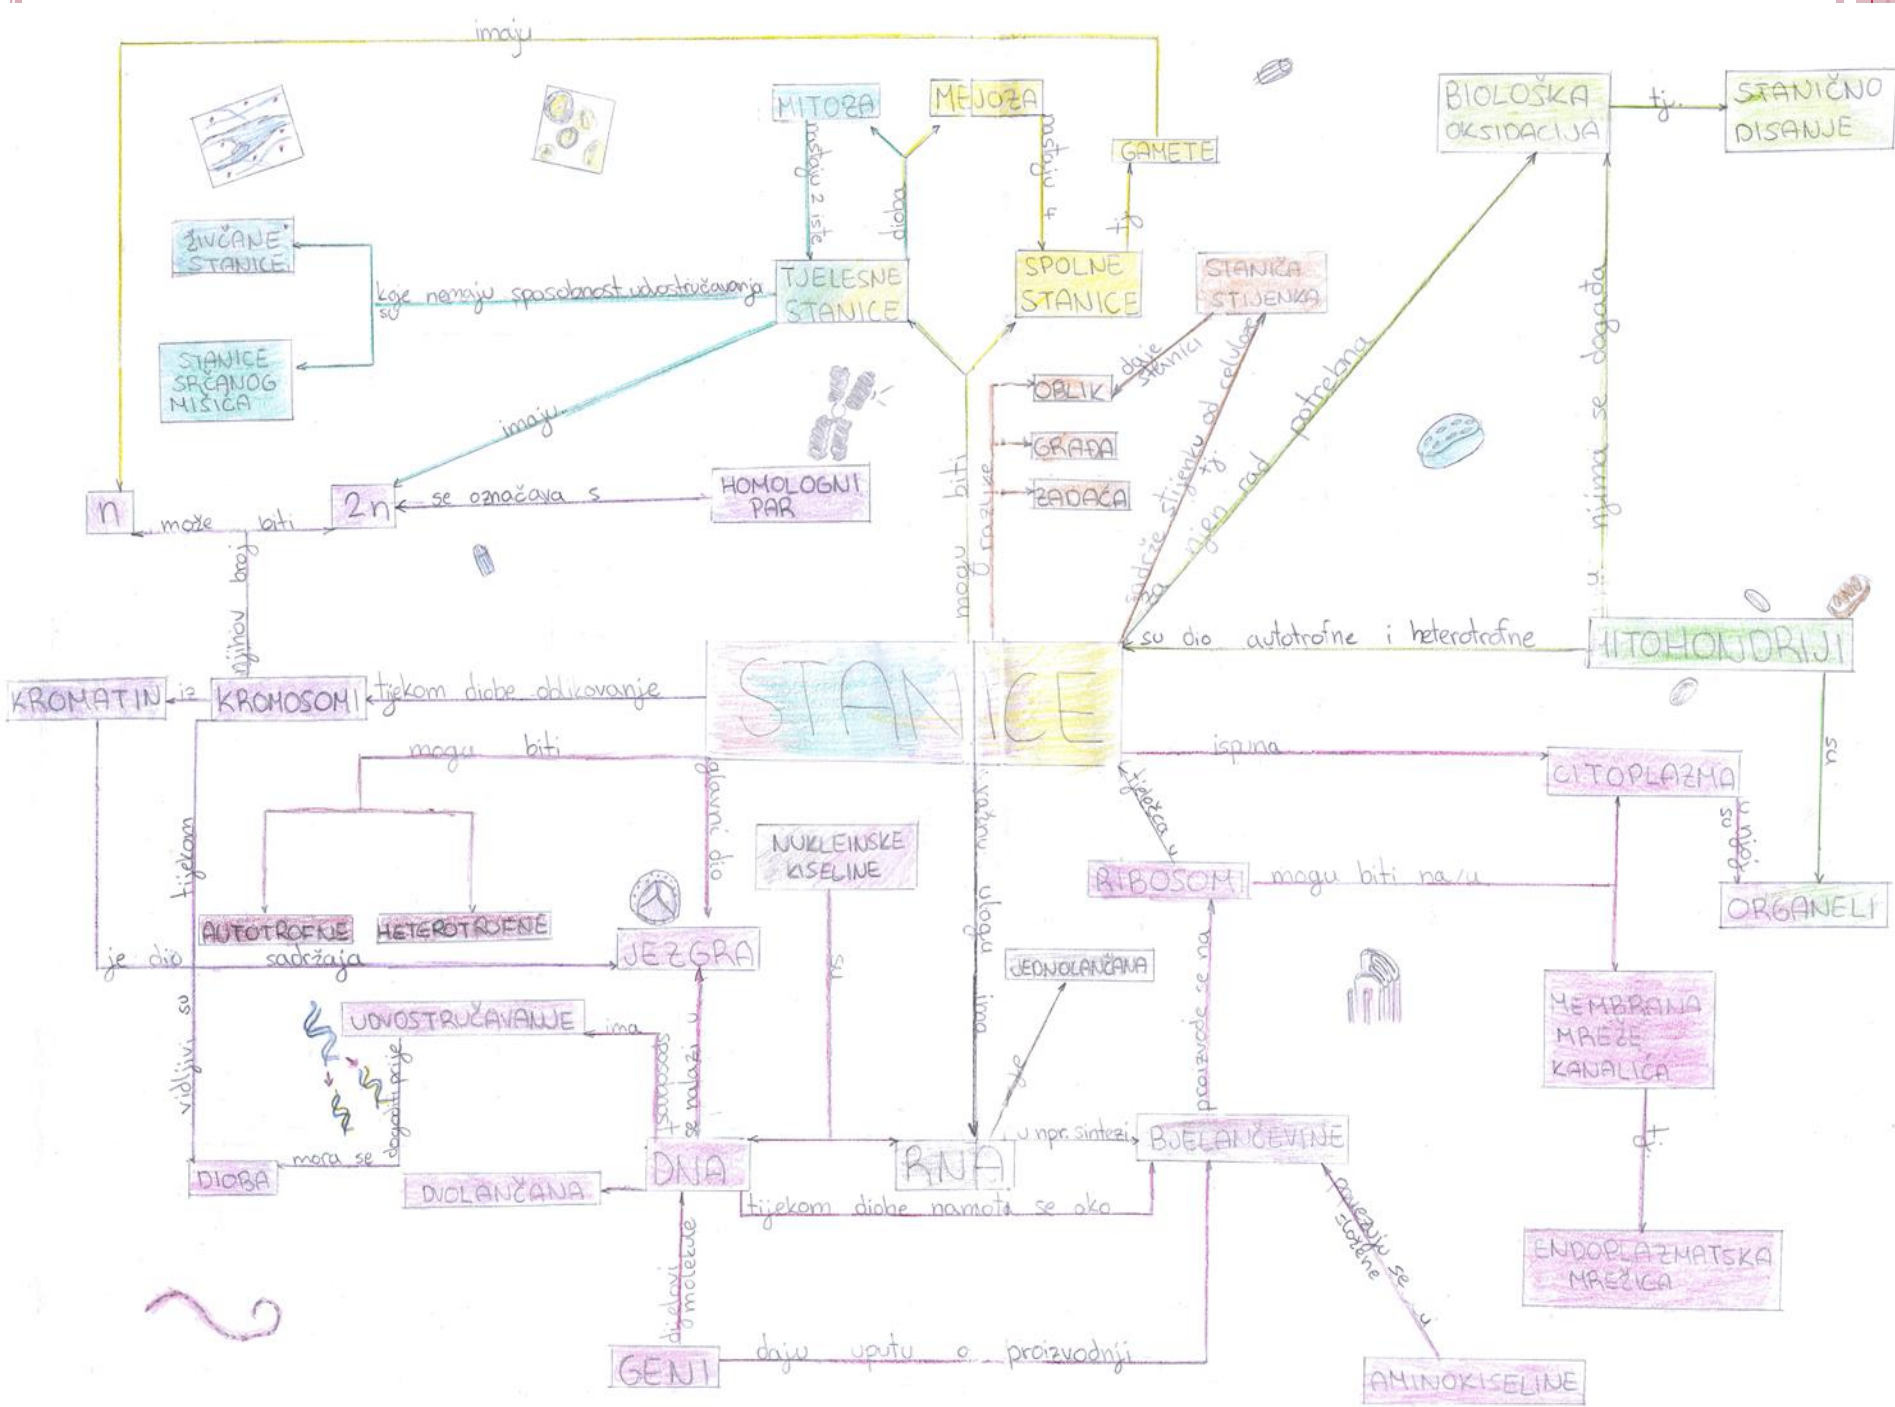 imaju
MITOZA
MEJOZA
BIOLOŠKA
OKSIDACIJA
tj.
STANIČNO
DISANJE
nastaju 2 iste
dioba
nastaju 4
GAMETE
tj
ŽIVČANE
STANICE
koje nemaju sposobnost udvostručavanja
su
TJELESNE
STANICE
SPOLNE
STANICE
STANIČA
STIJENKA
STANICE
SRČANOG
MIŠIĆA
imaju
daje
stanici
OBLIK
GRAĐA
ZADAĆA
razlike
mogu biti
sadrže stijenku od celuloze
tij
za njen rad potrebna
u njima se događa
n
može biti
2n
se označava s
HOMOLOGNI
PAR
njihov broj
su dio autotrofne i heterotrofne
MITOHONDRIJI
KROMATIN
iz
KROMOSOMI
tijekom diobe oblikovanje
STANICE
mogu biti
ispuna
CITOPLAZMA
su
glavni dio
važnu ulogu ima
tjelešca u
NUKLEINSKE
KISELINE
su
RIBOSOMI
mogu biti na/u
ORGANELI
AUTOTROFNE
HETEROTROFNE
je dio sadržaja
JEZGRA
JEDNOLANČANA
vidljivi su tijekom
UDVOSTRUČAVANJE
ima
se nalazi u
je
proizvode se na
MEMBRANA
MREŽE
KANALIĆA
mora se
dogoditi prije
DIOBA
DVOLANČANA
DNA
RNA
u npr. sintezi
BJELANČEVINE
tijekom diobe namota se oko
tj.
povezuju se u
složene
ENDOPLAZMATSKA
MREŽICA
dijelovi
molekule
GENI
daju uputu o proizvodnji
AMINOKISELINE